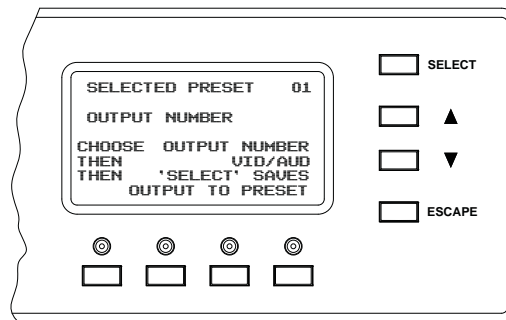 SELECTED PRESET 01
OUTPUT NUMBER
CHOOSE OUTPUT NUMBER
THEN VID/AUD
THEN 'SELECT' SAVES
OUTPUT TO PRESET
SELECT
▲
▼
ESCAPE